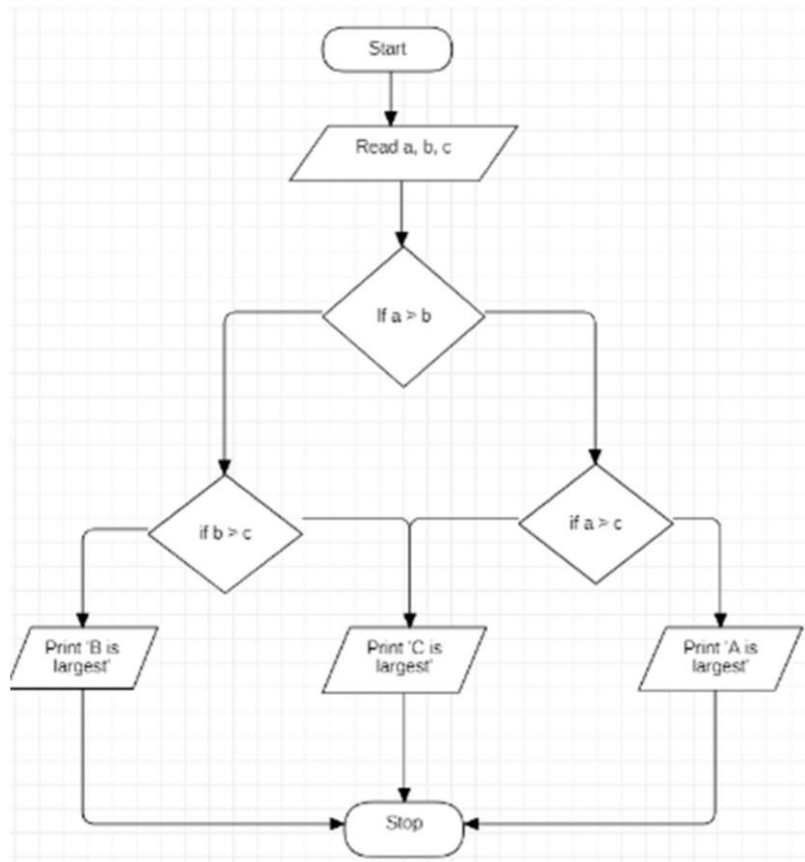 Start
Read a, b, c
If a > b
if b > c
if a > c
Print 'B is
largest'
Print 'C is
largest'
Print 'A is
largest'
Stop